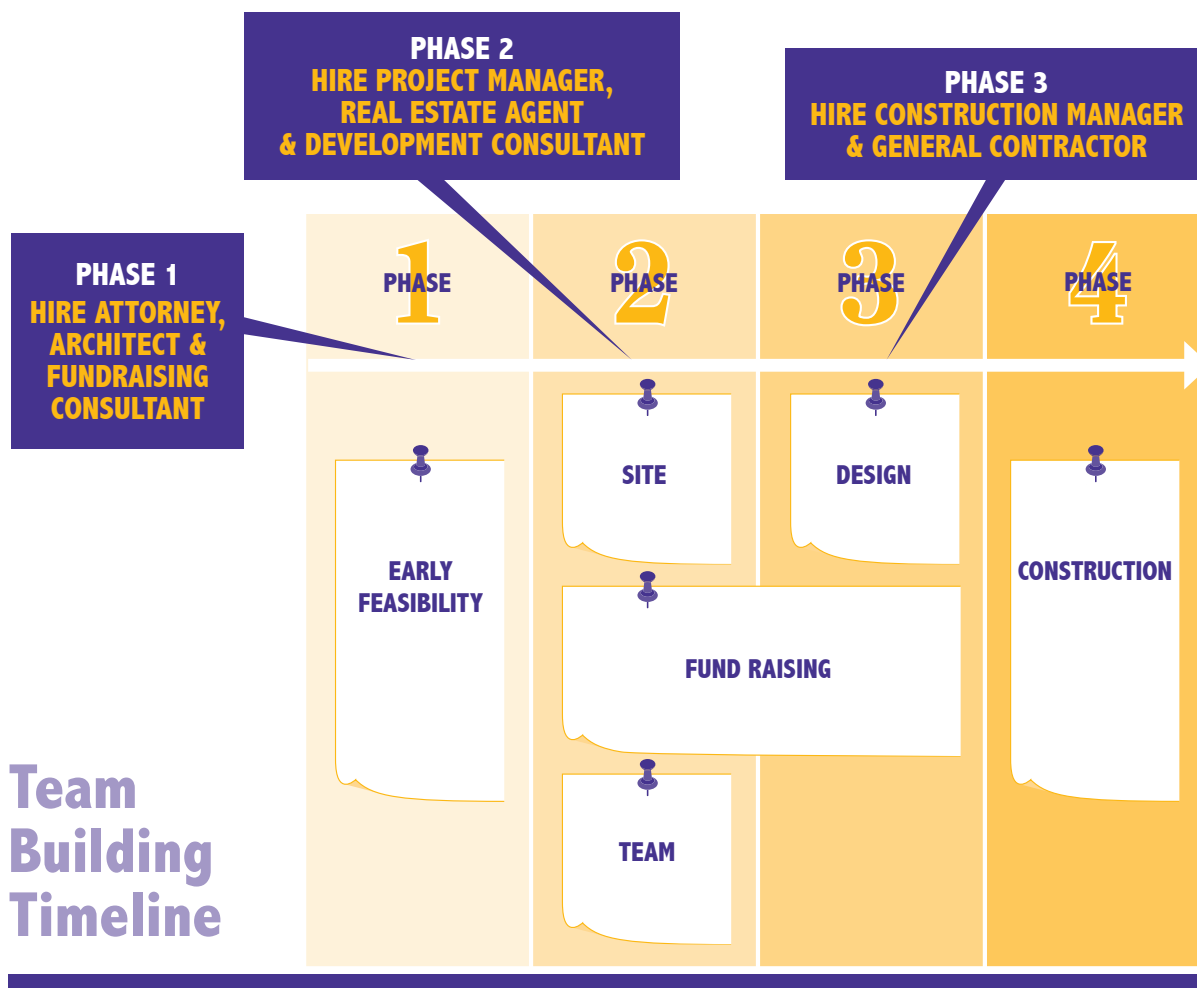 PHASE 2
HIRE PROJECT MANAGER,
REAL ESTATE AGENT
& DEVELOPMENT CONSULTANT
PHASE 3
HIRE CONSTRUCTION MANAGER
& GENERAL CONTRACTOR
PHASE 1
HIRE ATTORNEY,
ARCHITECT &
FUNDRAISING
CONSULTANT
1
PHASE
2
PHASE
3
PHASE
4
PHASE
SITE
DESIGN
EARLY
FEASIBILITY
CONSTRUCTION
FUND RAISING
TEAM
Team
Building
Timeline